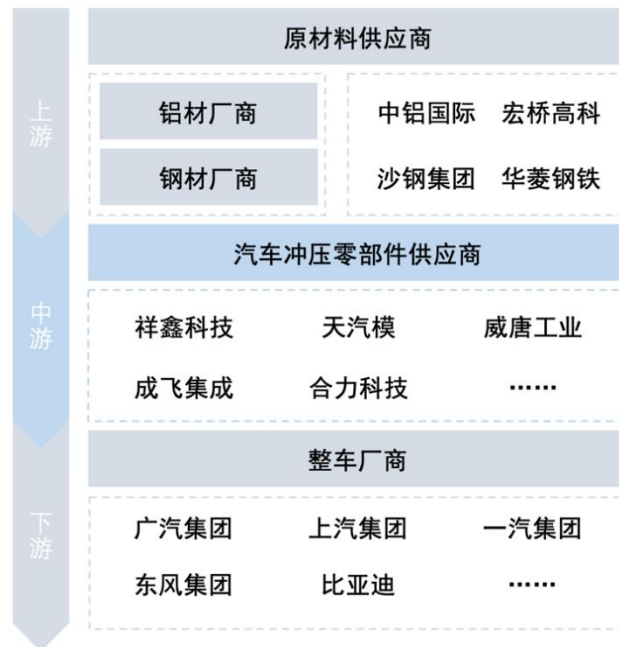 上游
原材料供应商
铝材厂商
中铝国际 宏桥高科
钢材厂商
沙钢集团 华菱钢铁
中游
汽车冲压零部件供应商
祥鑫科技 天汽模 威唐工业
成飞集成 合力科技 ……
下游
整车厂商
广汽集团 上汽集团 一汽集团
东风集团 比亚迪 ……